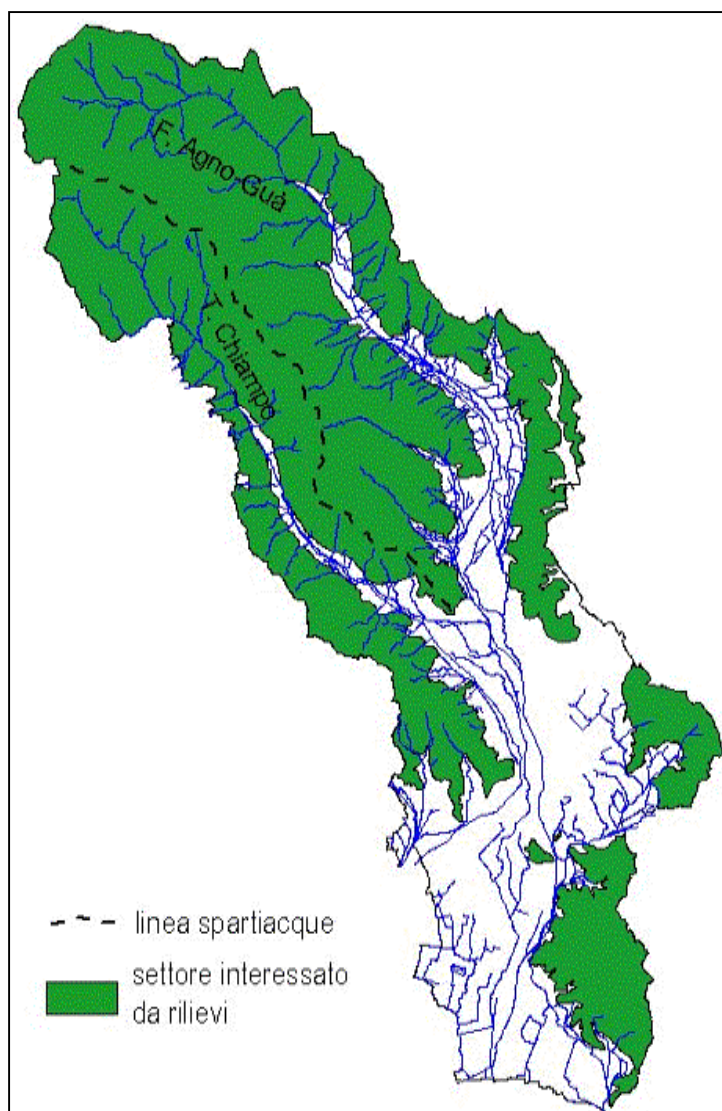 F. Agno-Guà
T. Chiampo
linea spartiacque
settore interessato
da rilievi